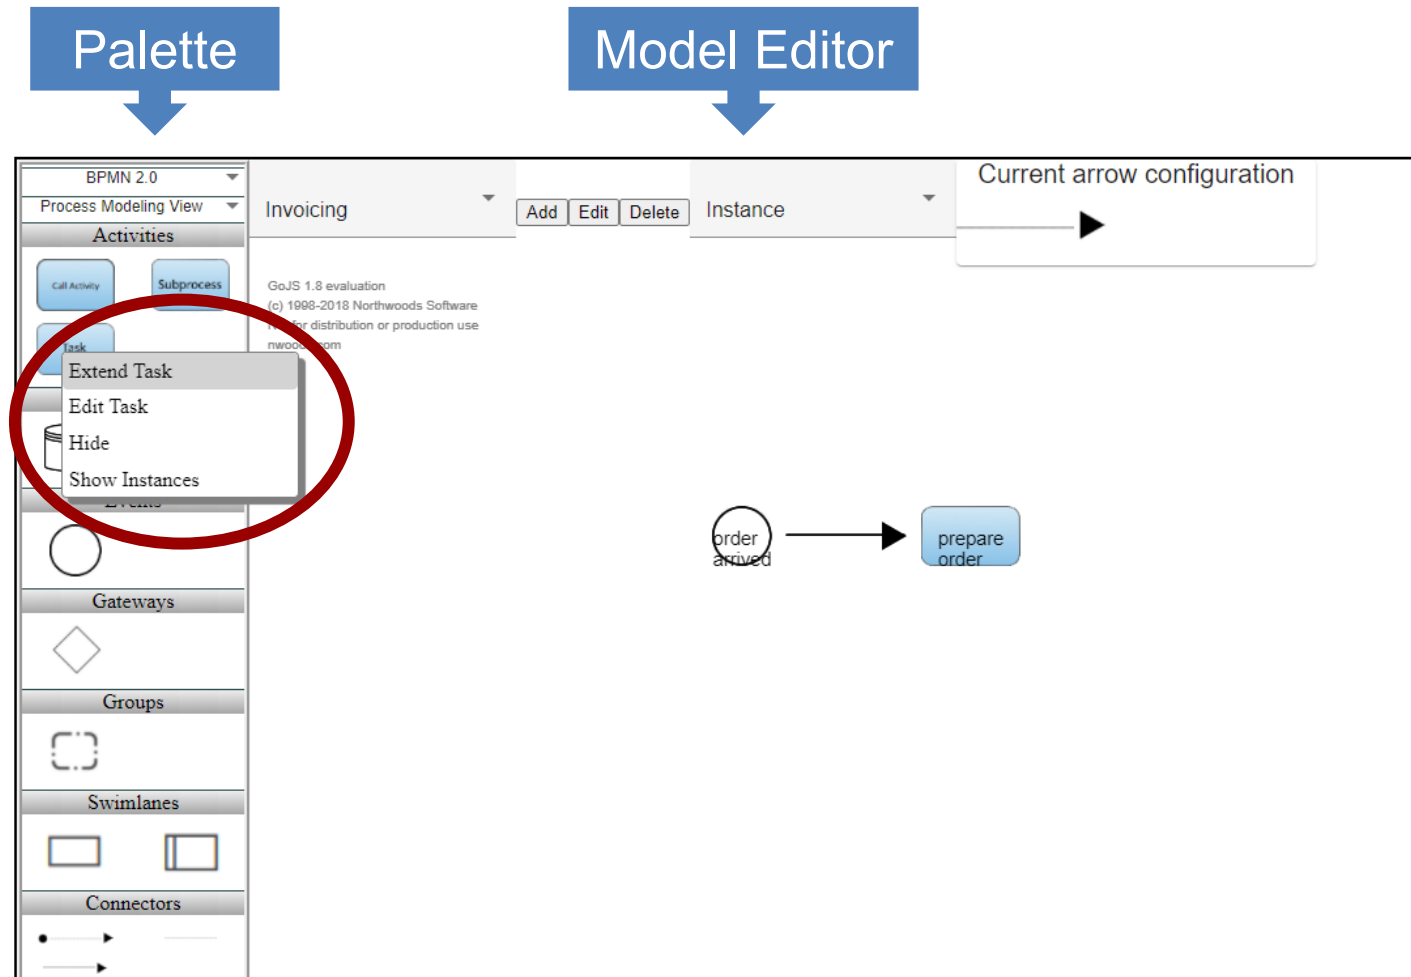 Palette
Model Editor
BPMN 2.0
Process Modeling View
Activities
Call Activity
Subprocess
Task
Extend Task
Edit Task
Hide
Show Instances
Events
Gateways
Groups
Swimlanes
Connectors
Invoicing
Add
Edit
Delete
Instance
Current arrow configuration
GoJS 1.8 evaluation
(c) 1998-2018 Northwoods Software
for distribution or production use
order
arrived
prepare
order